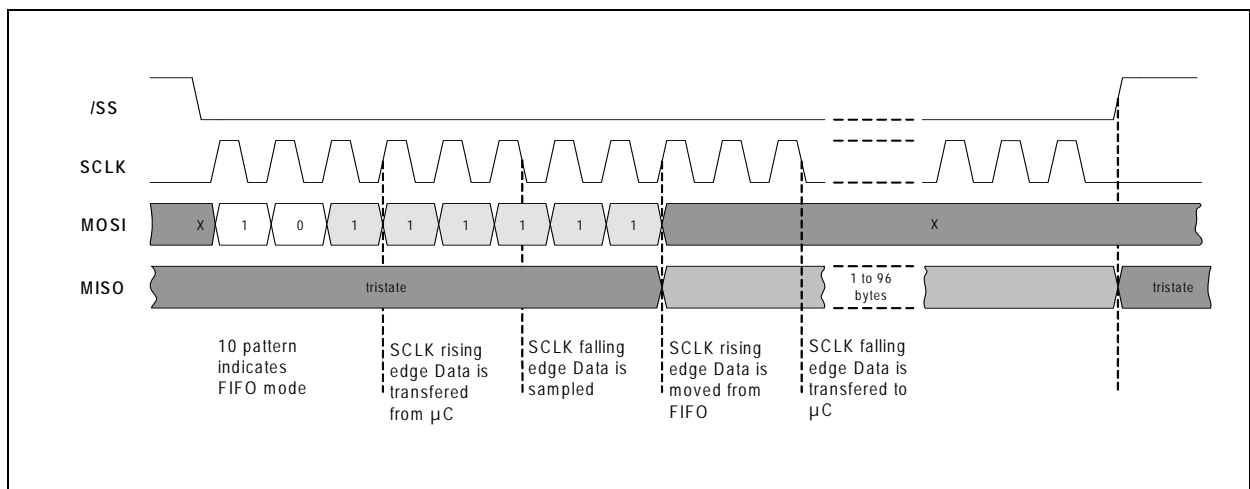 /SS
SCLK
MOSI
X
1
0
1
1
1
1
1
1
X
MISO
tristate
1 to 96
bytes
tristate
10 pattern
indicates
FIFO mode
SCLK rising
edge Data is
transfered
from µC
SCLK falling
edge Data is
sampled
SCLK rising
edge Data is
moved from
FIFO
SCLK falling
edge Data is
transfered to
µC